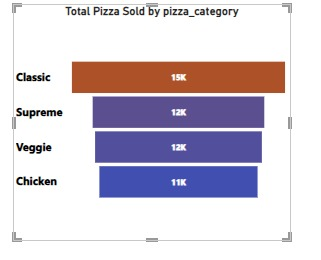 Total Pizza Sold by pizza_category
Classic 15K
Supreme 12K
Veggie 12K
Chicken 11K